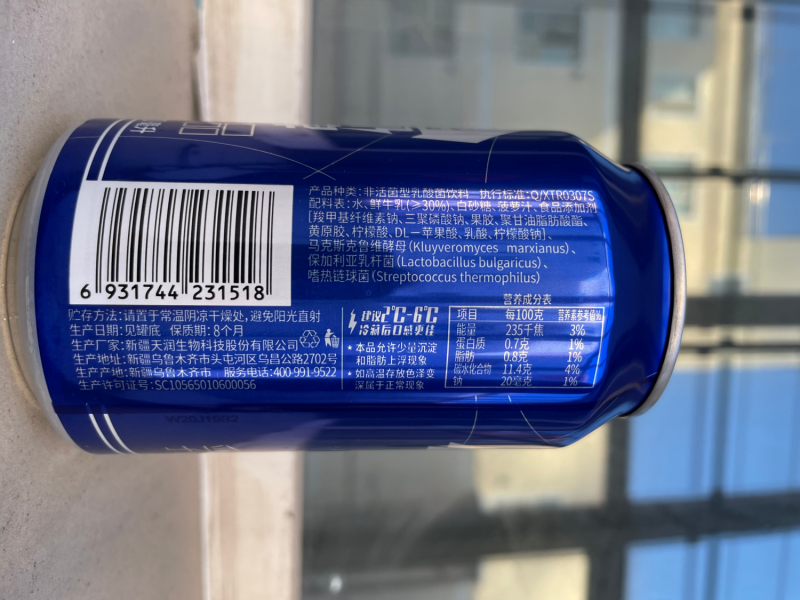 产品种类:非活菌型乳酸菌饮料 执行标准:Q/XTR0307S
配料表:水、鲜牛乳(≥30%)、白砂糖、菠萝汁、食品添加剂
[羧甲基纤维素钠、三聚磷酸钠、果胶、聚甘油脂肪酸酯、
黄原胶、柠檬酸、DL-苹果酸、乳酸、柠檬酸钠]、
马克斯克鲁维酵母(Kluyveromyces marxianus)、
保加利亚乳杆菌(Lactobacillus bulgaricus)、
嗜热链球菌(Streptococcus thermophilus)
6 931744 231518
贮存方法:请置于常温阴凉干燥处,避免阳光直射
生产日期:见罐底 保质期:8个月
生产厂家:新疆天润生物科技股份有限公司
生产地址:新疆乌鲁木齐市头屯河区乌昌公路2702号
生产产地:新疆乌鲁木齐市 服务电话:400-991-9522
生产许可证号:SC10565010600056
建议2℃-6℃
冷藏后口感更佳
★本品允许少量沉淀
和脂肪上浮现象
★如高温存放色泽变
深属于正常现象
营养成分表
项目 每100克 营养素参考值%
能量 235千焦 3%
蛋白质 0.7克 1%
脂肪 0.8克 1%
碳水化合物 11.4克 4%
钠 20毫克 1%